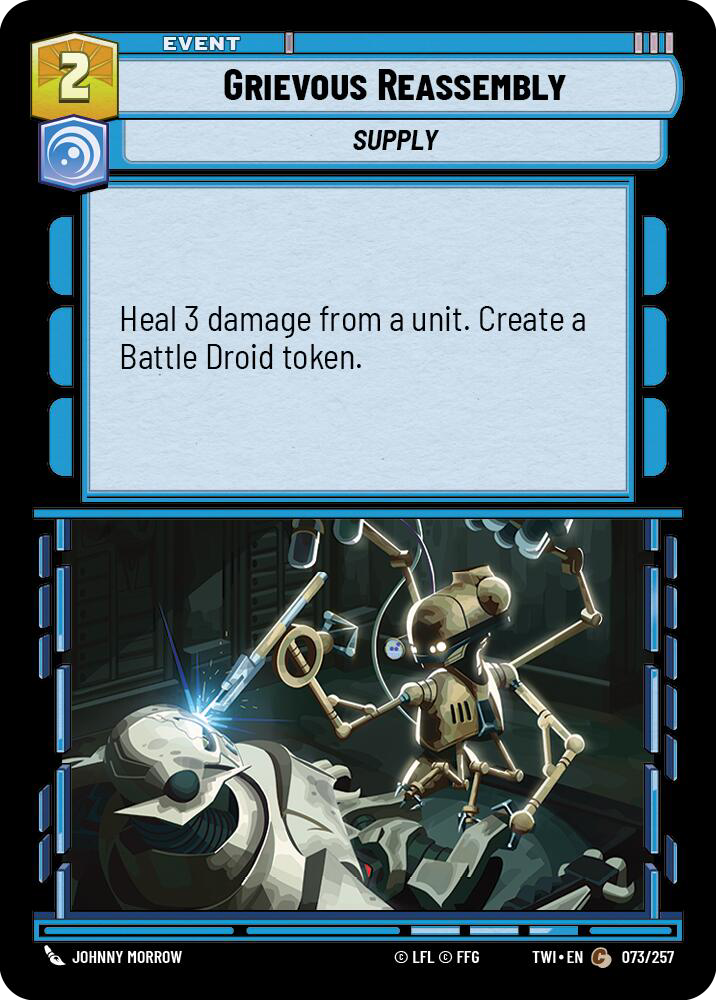 EVENT
2
GRIEVOUS REASSEMBLY
SUPPLY
Heal 3 damage from a unit. Create a
Battle Droid token.
JOHNNY MORROW
© LFL © FFG
TWI • EN
C
073/257